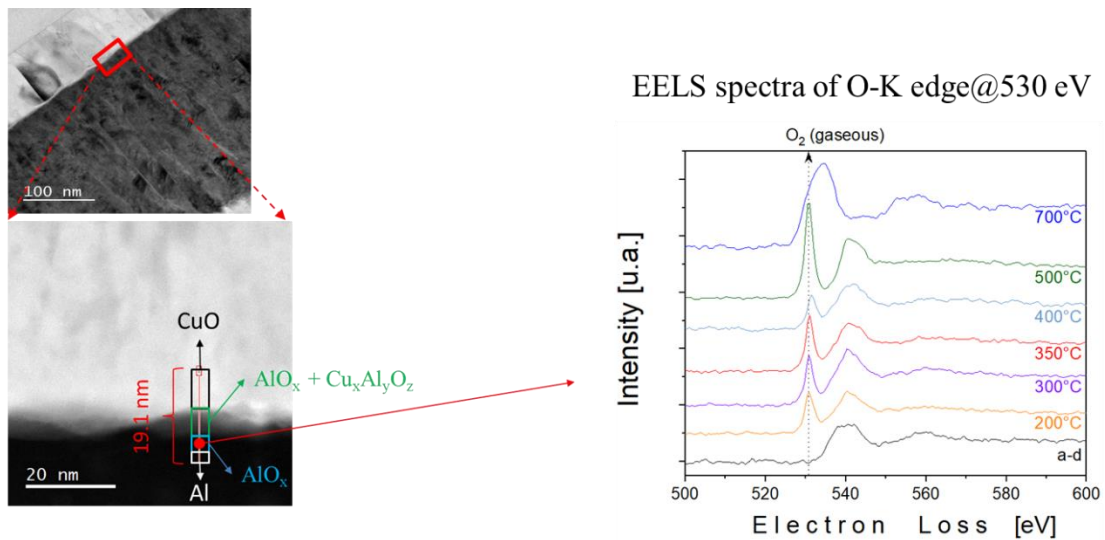 100 nm
CuO
19.1 nm
AlOₓ + CuₓAlᵧO_z
AlOₓ
Al
20 nm
EELS spectra of O-K edge@530 eV
O₂ (gaseous)
Intensity [u.a.]
700°C
500°C
400°C
350°C
300°C
200°C
a-d
500 520 540 560 580 600
Electron Loss [eV]